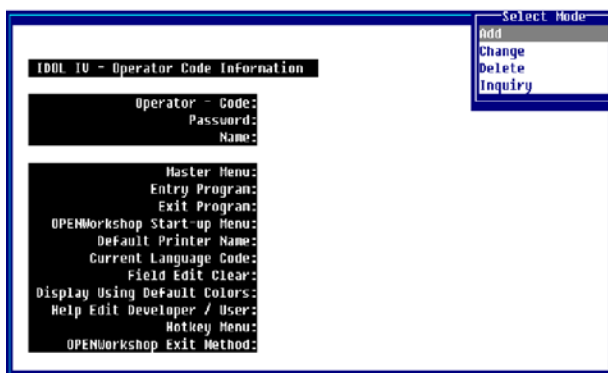 Select Mode
Add
Change
Delete
Inquiry
IDOL IV - Operator Code Information
Operator - Code:
Password:
Name:
Master Menu:
Entry Program:
Exit Program:
OPENWorkshop Start-up Menu:
Default Printer Name:
Current Language Code:
Field Edit Clear:
Display Using Default Colors:
Help Edit Developer / User:
Hotkey Menu:
OPENWorkshop Exit Method: